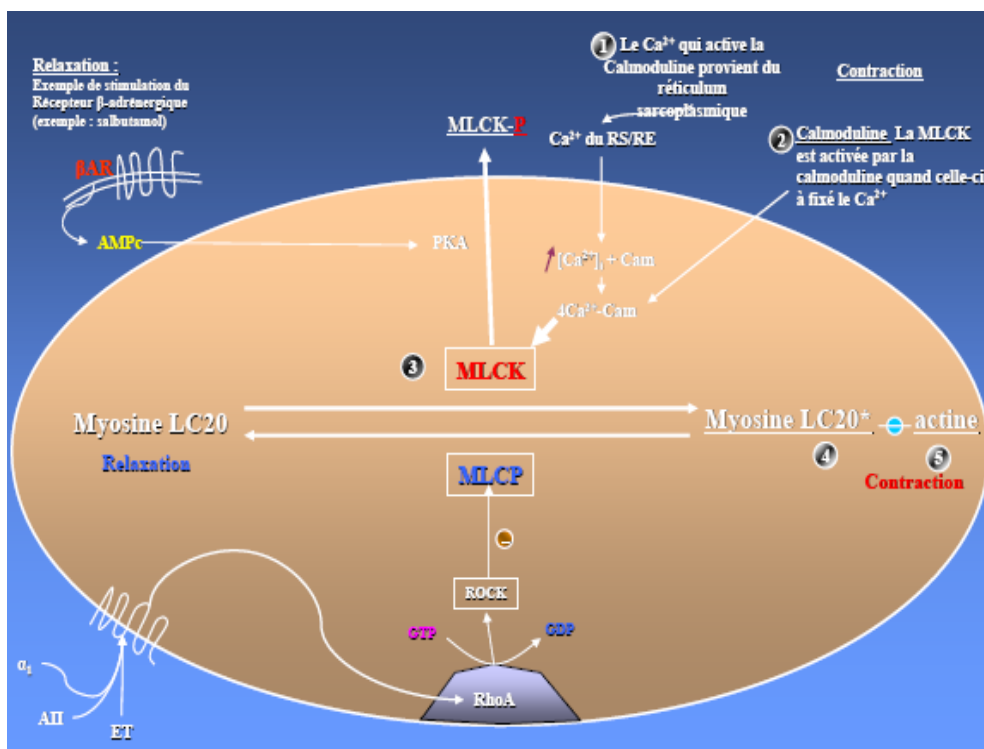 Relaxation :
Exemple de stimulation du
Récepteur β-adrénergique
(exemple : salbutamol)
1 Le Ca²⁺ qui active la
Calmoduline provient du
réticulum
sarcoplasmique
Contraction
MLCK-P
Ca²⁺ du RS/RE
2 Calmoduline La MLCK
est activée par la
calmoduline quand celle-ci
à fixé le Ca²⁺
βAR
AMPc
PKA
[Ca²⁺]ᵢ + Cam
4Ca²⁺-Cam
3
MLCK
Myosine LC20
Myosine LC20* actine
Relaxation
4
5
MLCP
Contraction
–
ROCK
GTP
GDP
α₁
RhoA
AII
ET